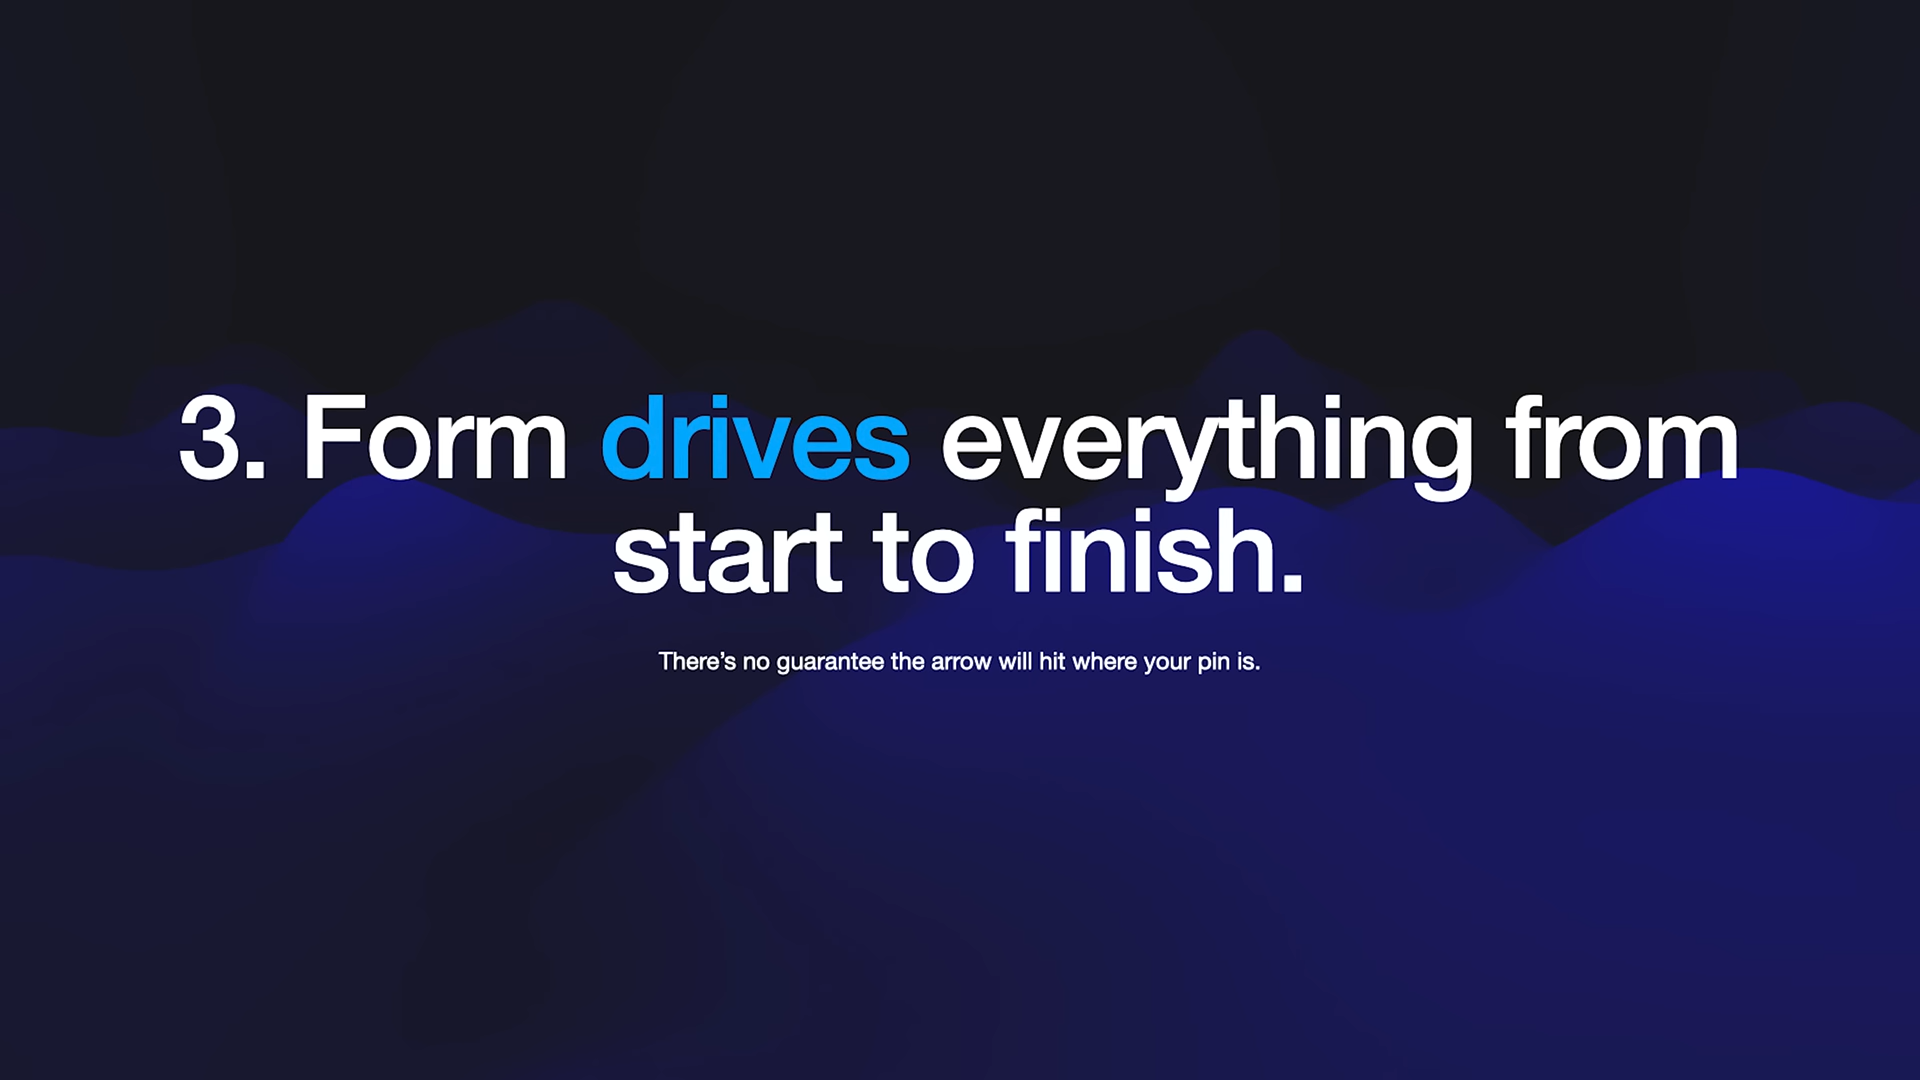 3. Form drives everything from
start to finish.
There’s no guarantee the arrow will hit where your pin is.